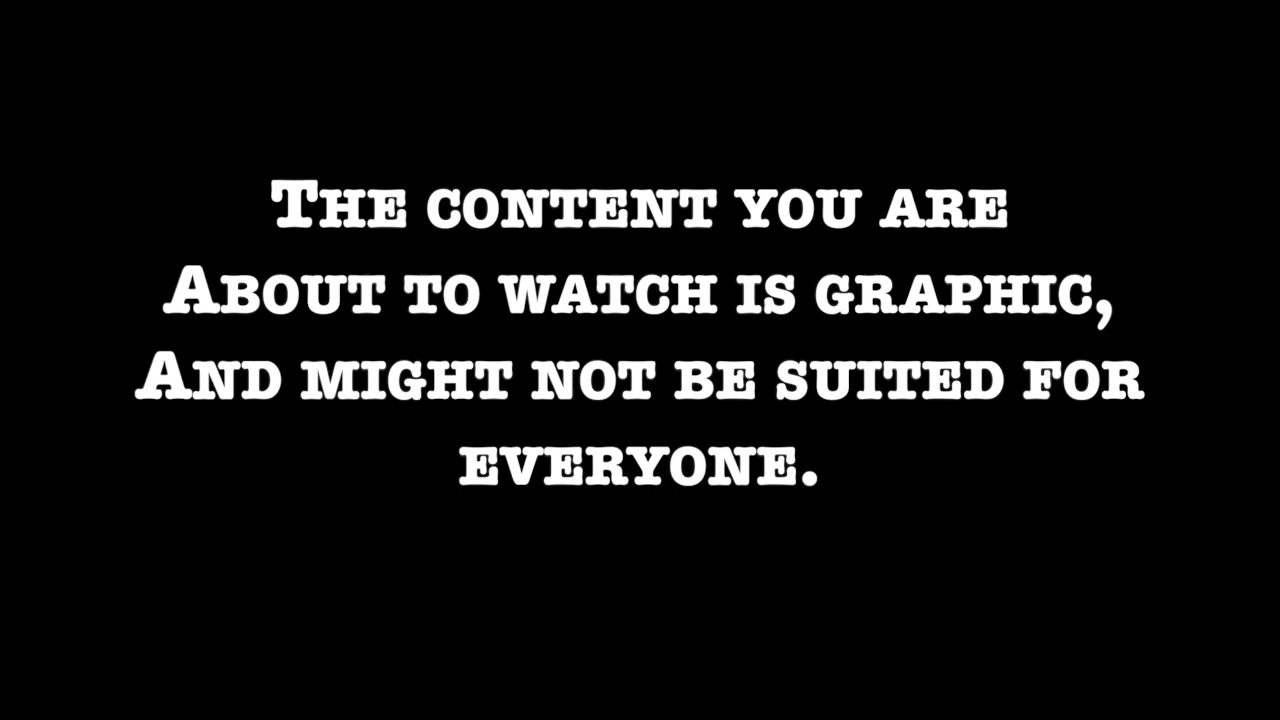 The content you are
About to watch is graphic,
And might not be suited for
everyone.